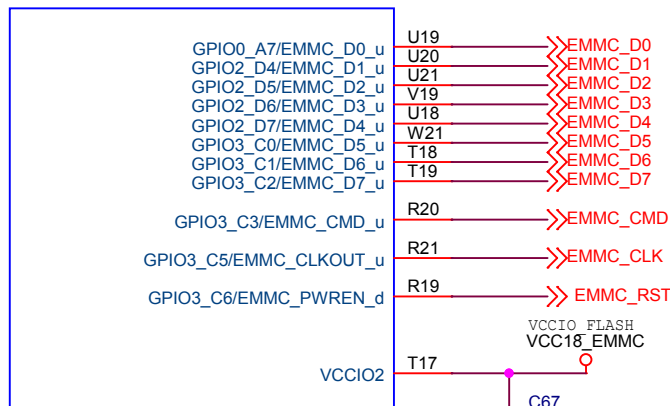 GPIO0_A7/EMMC_D0_u U19 EMMC_D0
GPIO2_D4/EMMC_D1_u U20 EMMC_D1
GPIO2_D5/EMMC_D2_u U21 EMMC_D2
GPIO2_D6/EMMC_D3_u V19 EMMC_D3
GPIO2_D7/EMMC_D4_u U18 EMMC_D4
GPIO3_C0/EMMC_D5_u W21 EMMC_D5
GPIO3_C1/EMMC_D6_u T18 EMMC_D6
GPIO3_C2/EMMC_D7_u T19 EMMC_D7
GPIO3_C3/EMMC_CMD_u R20 EMMC_CMD
GPIO3_C5/EMMC_CLKOUT_u R21 EMMC_CLK
GPIO3_C6/EMMC_PWREN_d R19 EMMC_RST
VCCIO_FLASH
VCC18_EMMC
VCCIO2 T17
C67